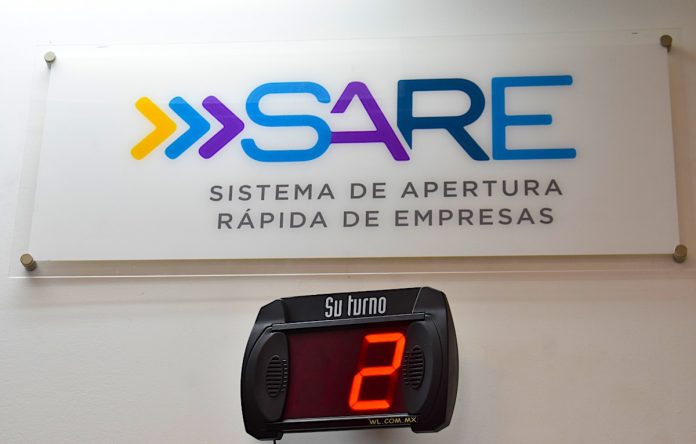 SARE
SISTEMA DE APERTURA
RÁPIDA DE EMPRESAS
Su turno
2
WL.COM.MX